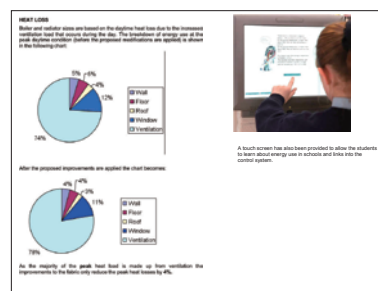 HEAT LOSS
Boiler and radiator sizes are based on the daytime heat loss due to the increased
ventilation load that occurs during the day. The breakdown of energy use at the
peak daytime condition (before the proposed modifications are applied) is shown
in the following chart:
5%
6%
4%
12%
74%
Wall
Floor
Roof
Window
Ventilation
After the proposed improvements are applied the chart becomes:
4%
4%
3%
11%
78%
Wall
Floor
Roof
Window
Ventilation
As the majority of the peak heat load is made up from ventilation the
improvements to the fabric only reduce the peak heat losses by 4%.
A touch screen has also been provided to allow the students
to learn about energy use in schools and links into the
control system.